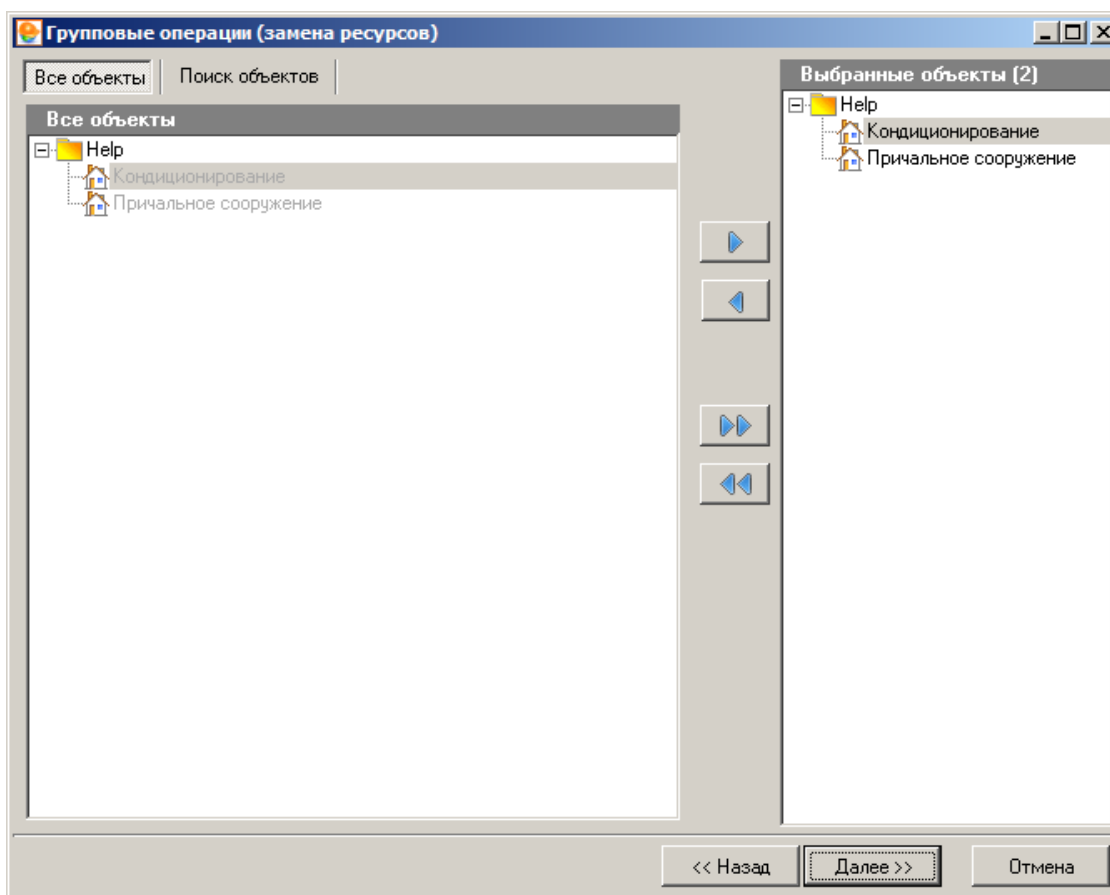 Групповые операции (замена ресурсов)
Все объекты
Поиск объектов
Все объекты
Help
Кондиционирование
Причальное сооружение
Выбранные объекты (2)
Help
Кондиционирование
Причальное сооружение
<< Назад
Далее >>
Отмена